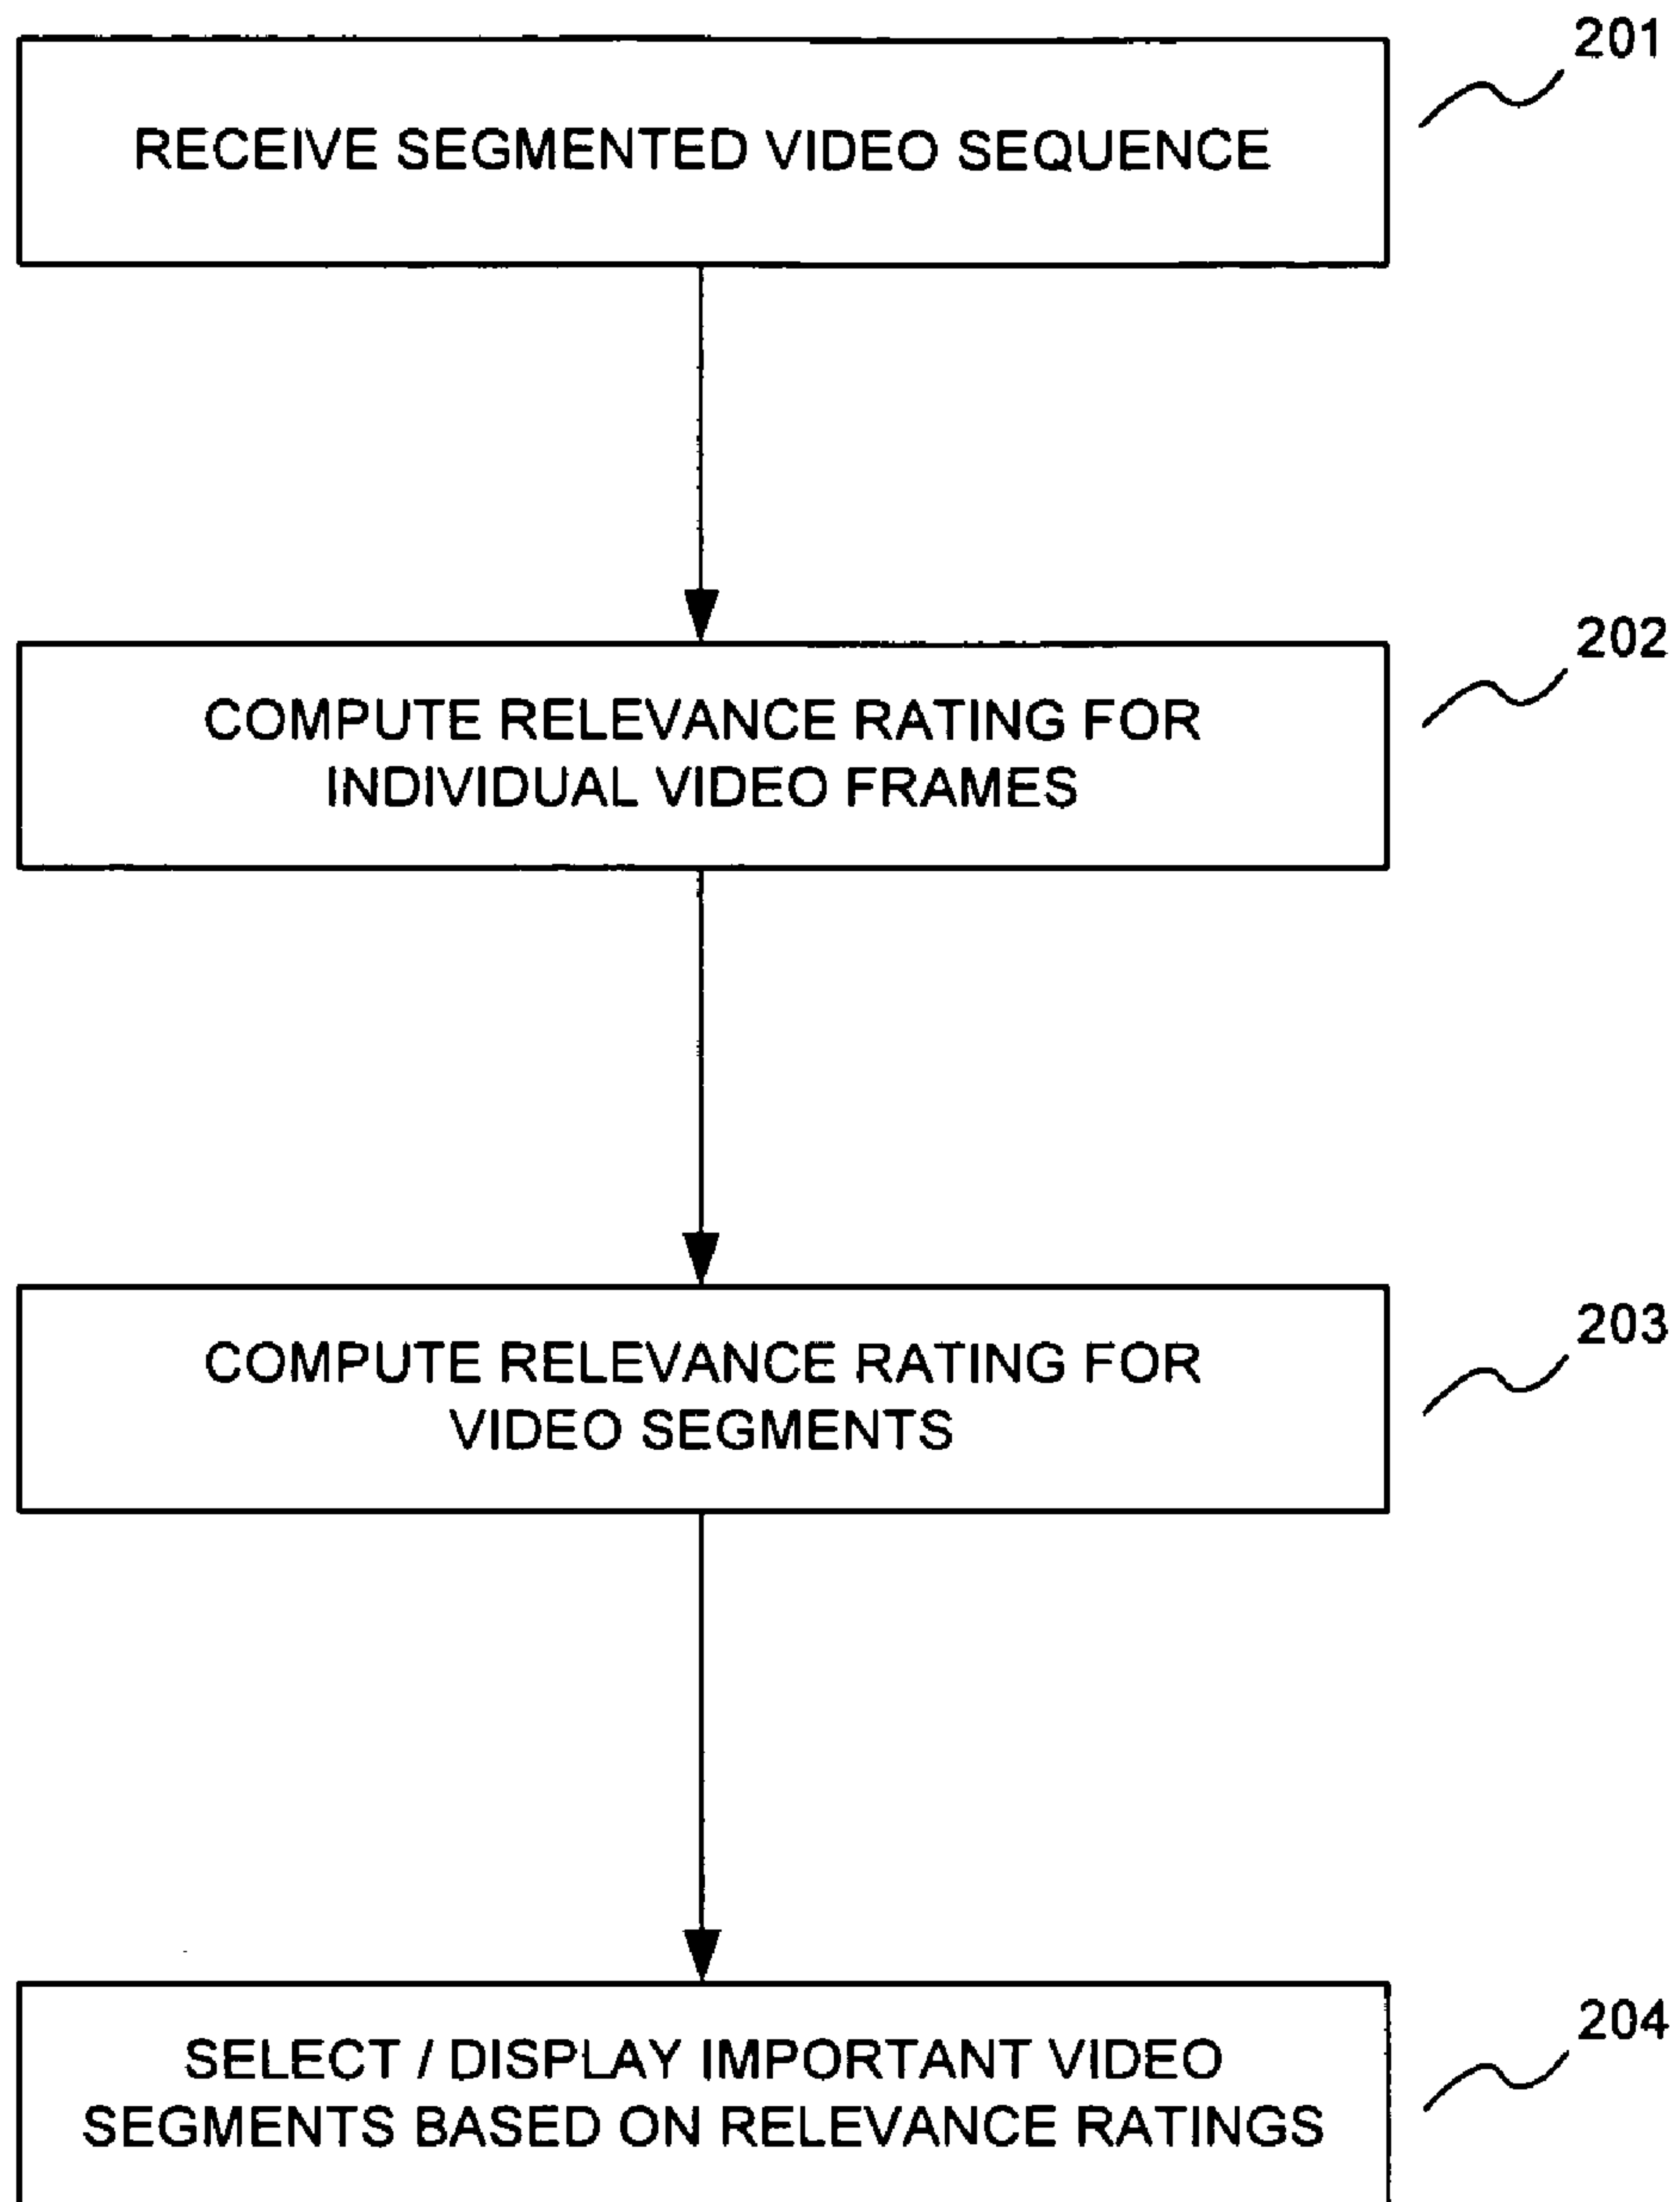 201
RECEIVE SEGMENTED VIDEO SEQUENCE
202
COMPUTE RELEVANCE RATING FOR
INDIVIDUAL VIDEO FRAMES
203
COMPUTE RELEVANCE RATING FOR
VIDEO SEGMENTS
204
SELECT / DISPLAY IMPORTANT VIDEO
SEGMENTS BASED ON RELEVANCE RATINGS